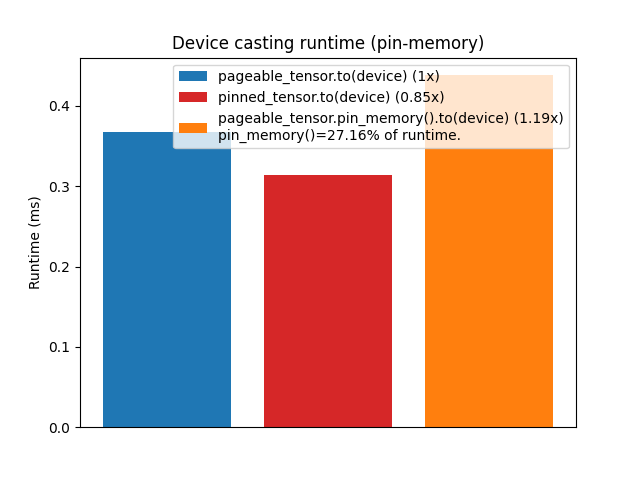 Device casting runtime (pin-memory)
pageable_tensor.to(device) (1x)
pinned_tensor.to(device) (0.85x)
pageable_tensor.pin_memory().to(device) (1.19x)
pin_memory()=27.16% of runtime.
Runtime (ms)
0.4
0.3
0.2
0.1
0.0